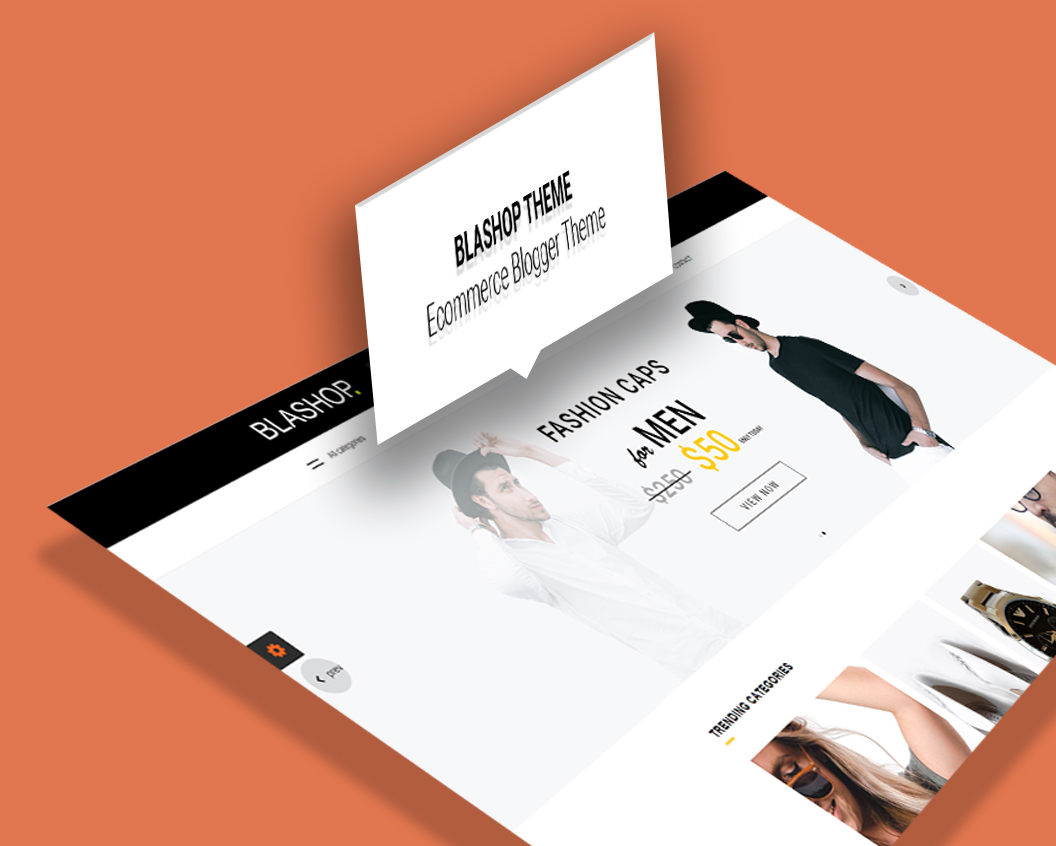 BLASHOP THEME
Ecommerce Blogger Theme
BLASHOP.
All categories
CONTACT
FASHION CAPS
for MEN
$250 $50 ONLY TODAY
VIEW NOW
prev
TRENDING CATEGORIES